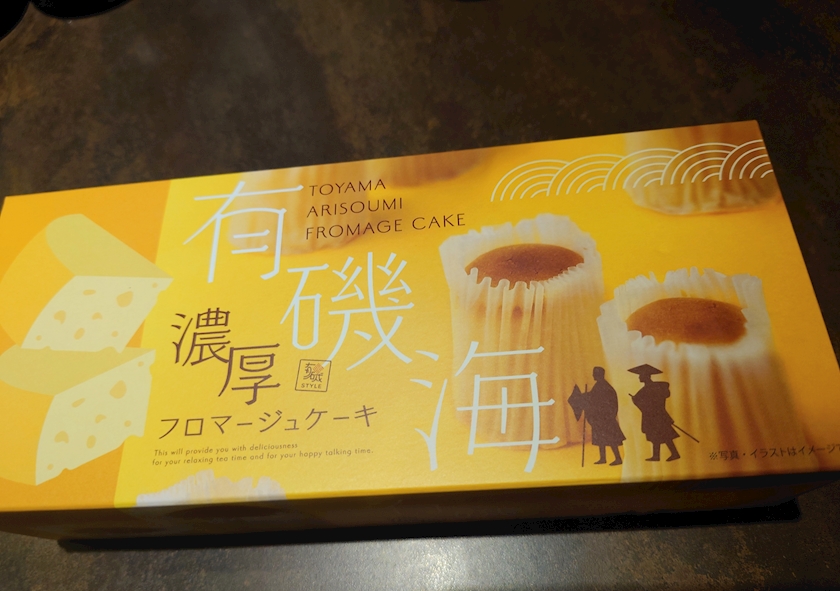 有磯海
TOYAMA
ARISOUMI
FROMAGE CAKE
濃厚
フロマージュケーキ
STYLE
This will provide you with deliciousness
for your relaxing tea time and for your happy talking time.
※写真・イラストはイメージで